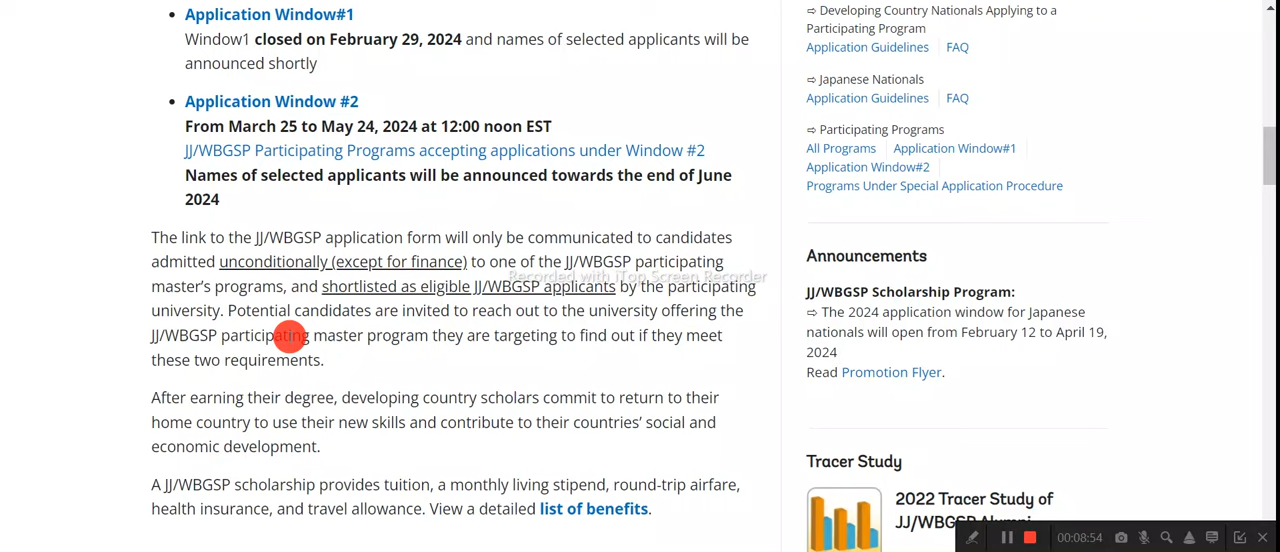 Application Window#1
Window1 closed on February 29, 2024 and names of selected applicants will be
announced shortly
Application Window #2
From March 25 to May 24, 2024 at 12:00 noon EST
JJ/WBGSP Participating Programs accepting applications under Window #2
Names of selected applicants will be announced towards the end of June
2024
The link to the JJ/WBGSP application form will only be communicated to candidates
admitted unconditionally (except for finance) to one of the JJ/WBGSP participating
master's programs, and shortlisted as eligible JJ/WBGSP applicants by the participating
university. Potential candidates are invited to reach out to the university offering the
JJ/WBGSP participating master program they are targeting to find out if they meet
these two requirements.
After earning their degree, developing country scholars commit to return to their
home country to use their new skills and contribute to their countries' social and
economic development.
A JJ/WBGSP scholarship provides tuition, a monthly living stipend, round-trip airfare,
health insurance, and travel allowance. View a detailed list of benefits.
Recorded with iTop Screen Recorder
⇨ Developing Country Nationals Applying to a
Participating Program
Application Guidelines FAQ
⇨ Japanese Nationals
Application Guidelines FAQ
⇨ Participating Programs
All Programs Application Window#1
Application Window#2
Programs Under Special Application Procedure
Announcements
JJ/WBGSP Scholarship Program:
⇨ The 2024 application window for Japanese
nationals will open from February 12 to April 19,
2024
Read Promotion Flyer.
Tracer Study
2022 Tracer Study of
JJ/WBGSP Alumni
00:08:54